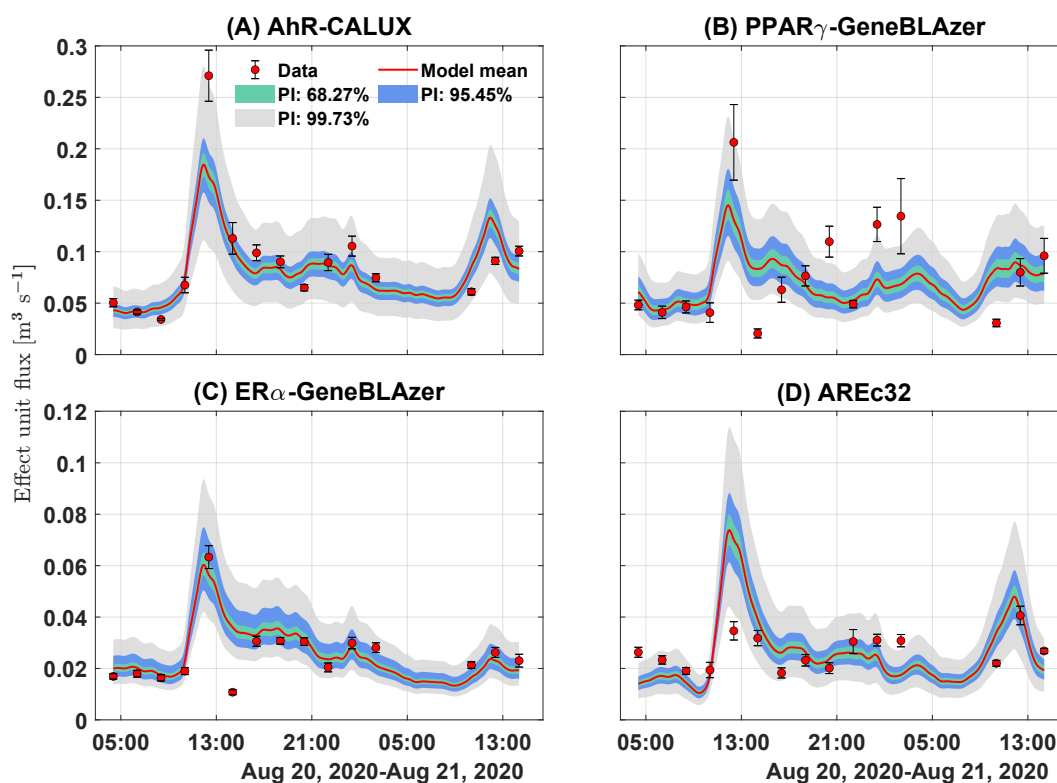 (A) AhR-CALUX
(B) PPARγ-GeneBLAzer
0.3
0.25
0.2
0.15
0.1
0.05
0
Data
Model mean
PI: 68.27%
PI: 95.45%
PI: 99.73%
Effect unit flux [m³ s⁻¹]
(C) ERα-GeneBLAzer
(D) AREc32
0.12
0.1
0.08
0.06
0.04
0.02
0
05:00 13:00 21:00 05:00 13:00
05:00 13:00 21:00 05:00 13:00
Aug 20, 2020-Aug 21, 2020
Aug 20, 2020-Aug 21, 2020